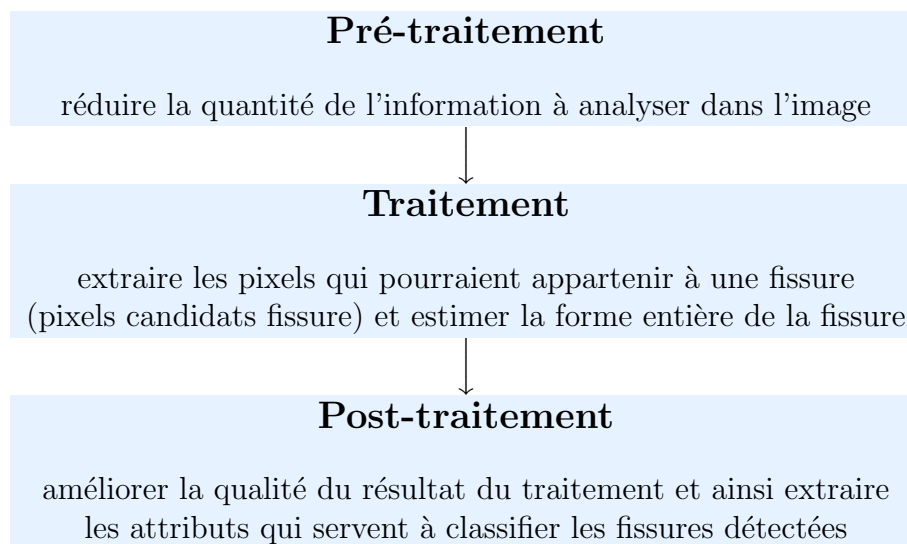 Pré-traitement
réduire la quantité de l'information à analyser dans l'image
Traitement
extraire les pixels qui pourraient appartenir à une fissure
(pixels candidats fissure) et estimer la forme entière de la fissure
Post-traitement
améliorer la qualité du résultat du traitement et ainsi extraire
les attributs qui servent à classifier les fissures détectées